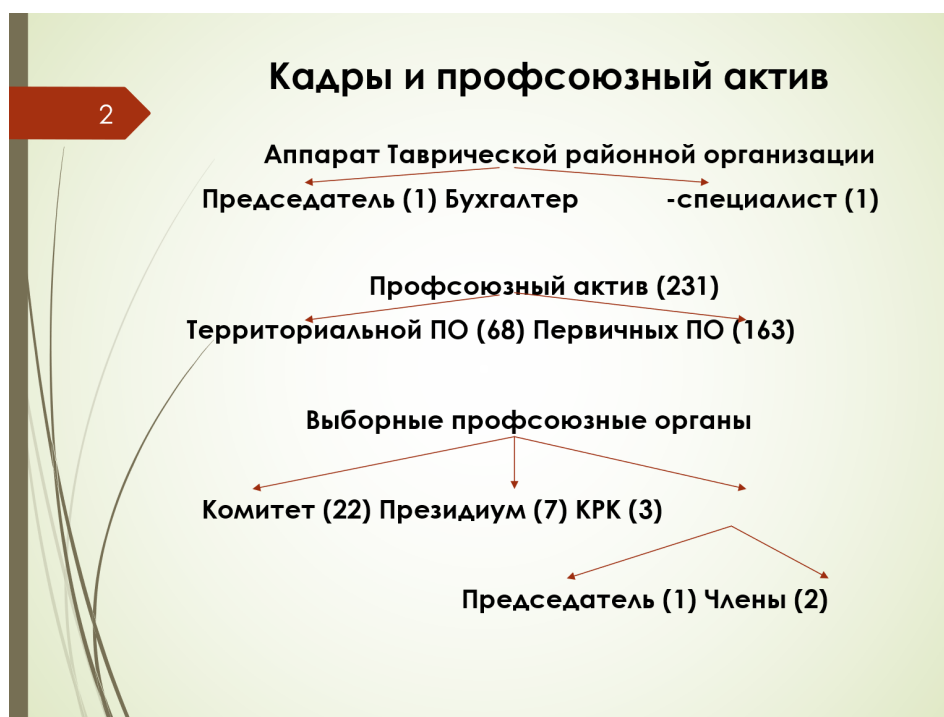 Кадры и профсоюзный актив
2
Аппарат Таврической районной организации
Председатель (1) Бухгалтер -специалист (1)
Профсоюзный актив (231)
Территориальной ПО (68) Первичных ПО (163)
Выборные профсоюзные органы
Комитет (22) Президиум (7) КРК (3)
Председатель (1) Члены (2)